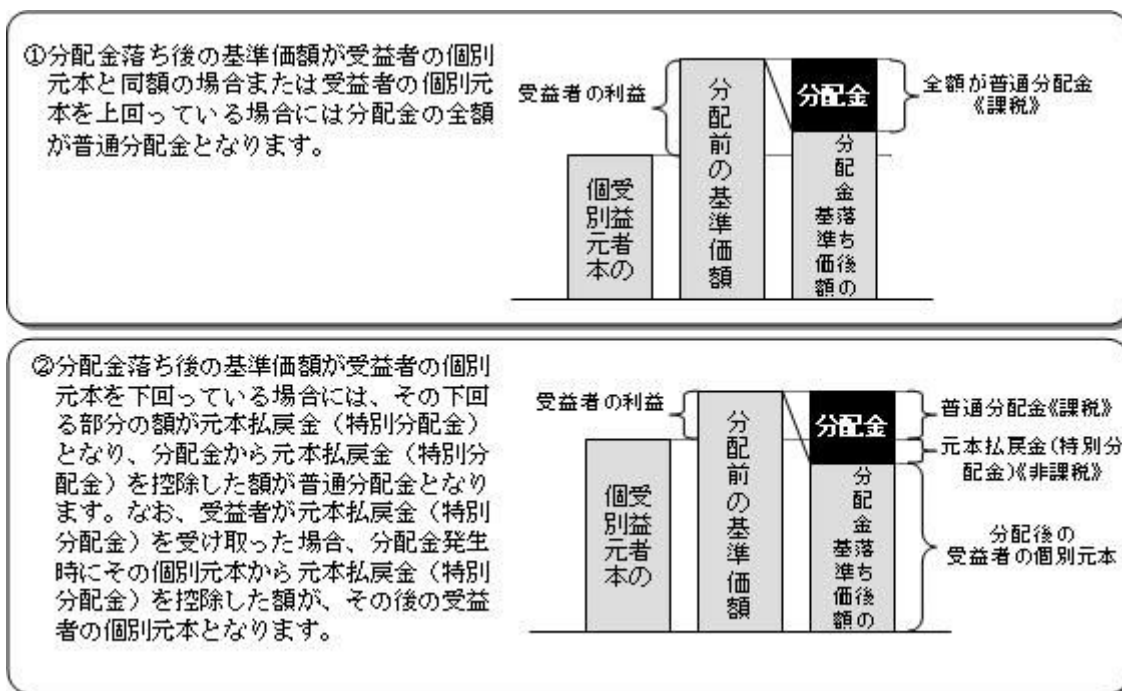 ①分配金落ち後の基準価額が受益者の個別
元本と同額の場合または受益者の個別元
本を上回っている場合には分配金の全額
が普通分配金となります。
受益者の利益
受益者の
個別元本
分配前の基準価額
分配金
分配金落ち後の
基準価額
全額が普通分配金
《課税》
②分配金落ち後の基準価額が受益者の個別
元本を下回っている場合には、その下回
る部分の額が元本払戻金（特別分配金）
となり、分配金から元本払戻金（特別分
配金）を控除した額が普通分配金となり
ます。なお、受益者が元本払戻金（特別
分配金）を受け取った場合、分配金発生
時にその個別元本から元本払戻金（特別
分配金）を控除した額が、その後の受益
者の個別元本となります。
受益者の利益
受益者の
個別元本
分配前の基準価額
分配金
分配金落ち後の
基準価額
普通分配金《課税》
元本払戻金(特別分
配金)《非課税》
分配後の
受益者の個別元本